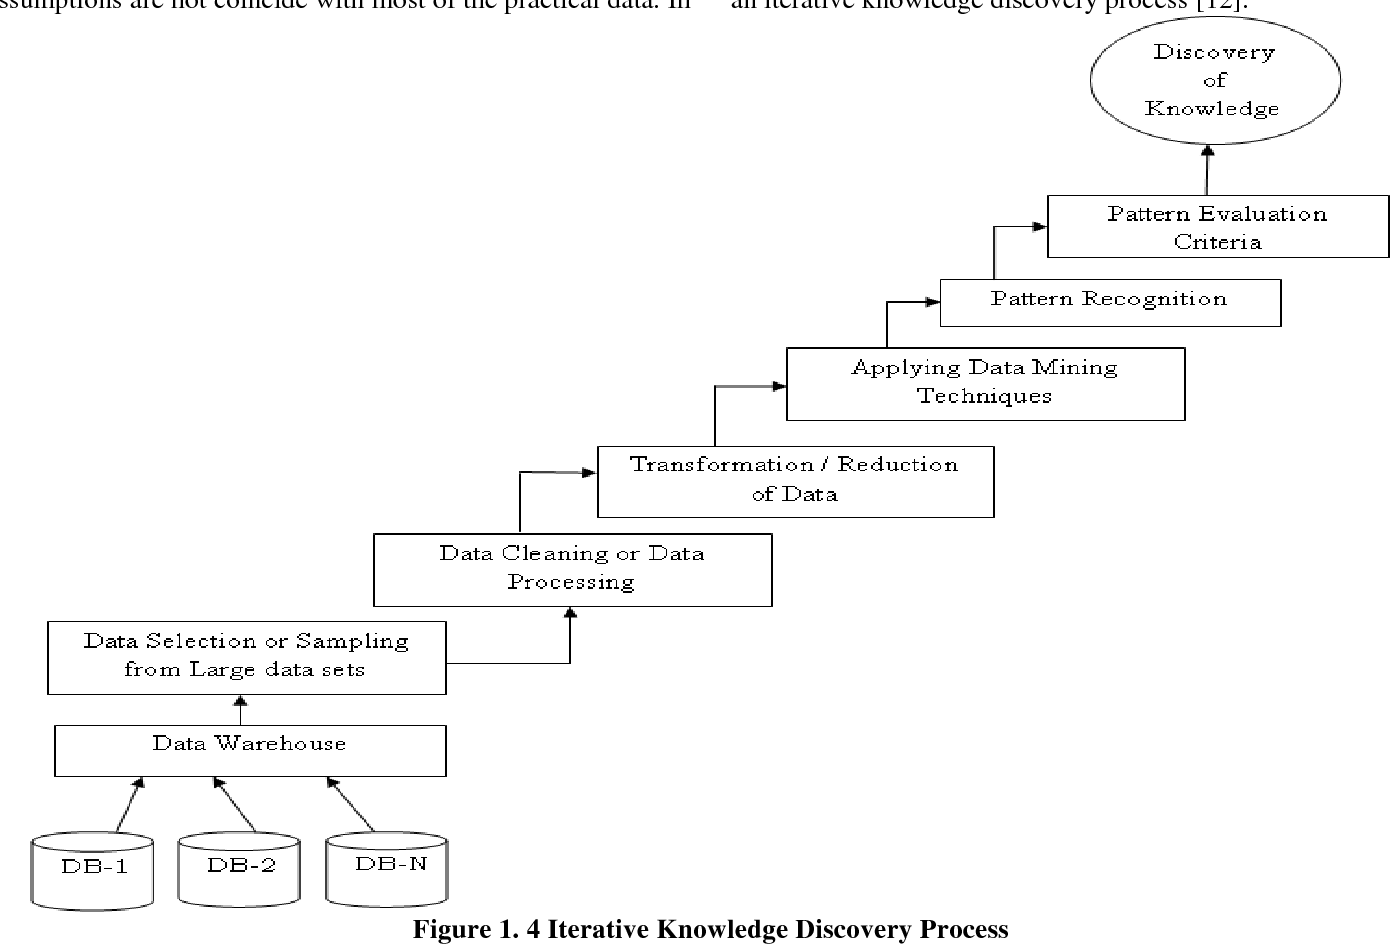 ssumptions are not coincide with most of the practical data. In
an iterative knowledge discovery process [12].
Discovery
of
Knowledge
Pattern Evaluation
Criteria
Pattern Recognition
Applying Data Mining
Techniques
Transformation / Reduction
of Data
Data Cleaning or Data
Processing
Data Selection or Sampling
from Large data sets
Data Warehouse
DB-1
DB-2
DB-N
Figure 1. 4 Iterative Knowledge Discovery Process